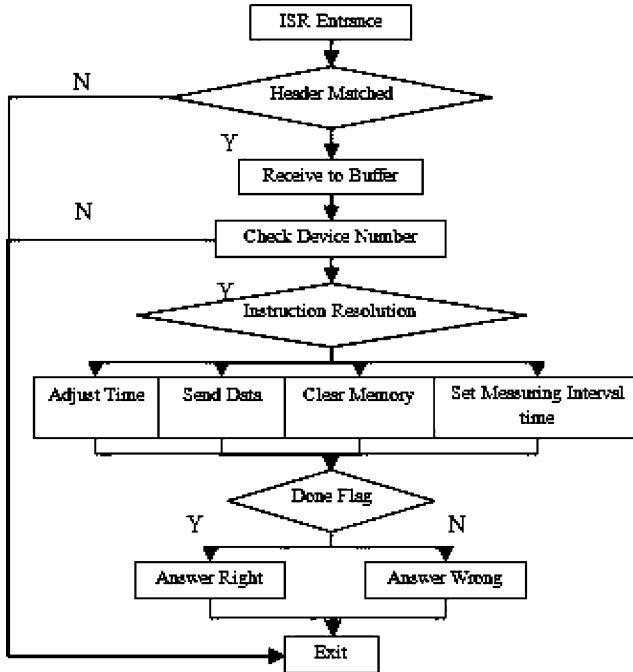 ISR Entrance
N
Header Matched
Y
Receive to Buffer
N
Check Device Number
Y
Instruction Resolution
Adjust Time
Send Data
Clear Memory
Set Measuring Interval
time
Done Flag
Y
N
Answer Right
Answer Wrong
Exit